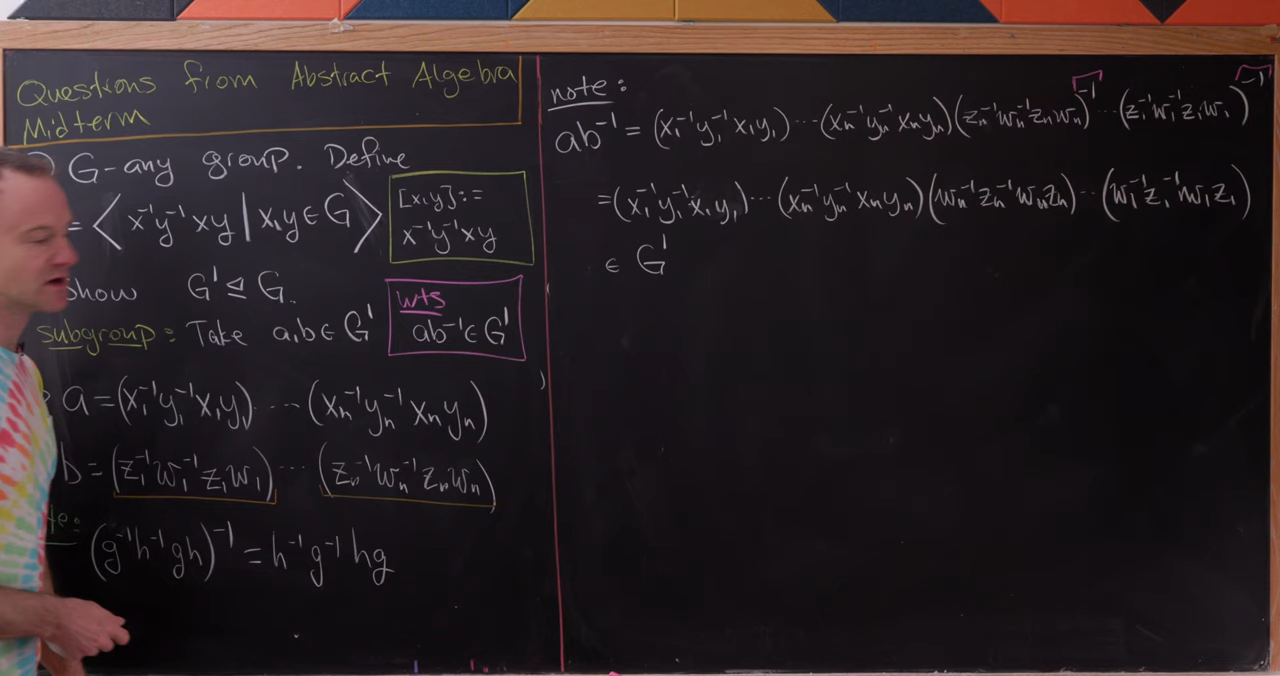 Questions from Abstract Algebra
Midterm
G-any group. Define
= ⟨ x⁻¹y⁻¹xy | x,y ∈ G ⟩
[x,y] :=
x⁻¹y⁻¹xy
Show G' ⊴ G.
subgroup: Take a,b ∈ G'
wts
ab⁻¹ ∈ G'
a = (x₁⁻¹y₁⁻¹x₁y₁) ⋯ (xₙ⁻¹yₙ⁻¹xₙyₙ)
b = (z₁⁻¹w₁⁻¹z₁w₁) ⋯ (zₙ⁻¹wₙ⁻¹zₙwₙ)
(g⁻¹h⁻¹gh)⁻¹ = h⁻¹g⁻¹hg
note:
ab⁻¹ = (x₁⁻¹y₁⁻¹x₁y₁) ⋯ (xₙ⁻¹yₙ⁻¹xₙyₙ)(zₙ⁻¹wₙ⁻¹zₙwₙ)⁻¹ ⋯ (z₁⁻¹w₁⁻¹z₁w₁)⁻¹
= (x₁⁻¹y₁⁻¹x₁y₁) ⋯ (xₙ⁻¹yₙ⁻¹xₙyₙ)(wₙ⁻¹zₙ⁻¹wₙzₙ) ⋯ (w₁⁻¹z₁⁻¹w₁z₁)
∈ G'